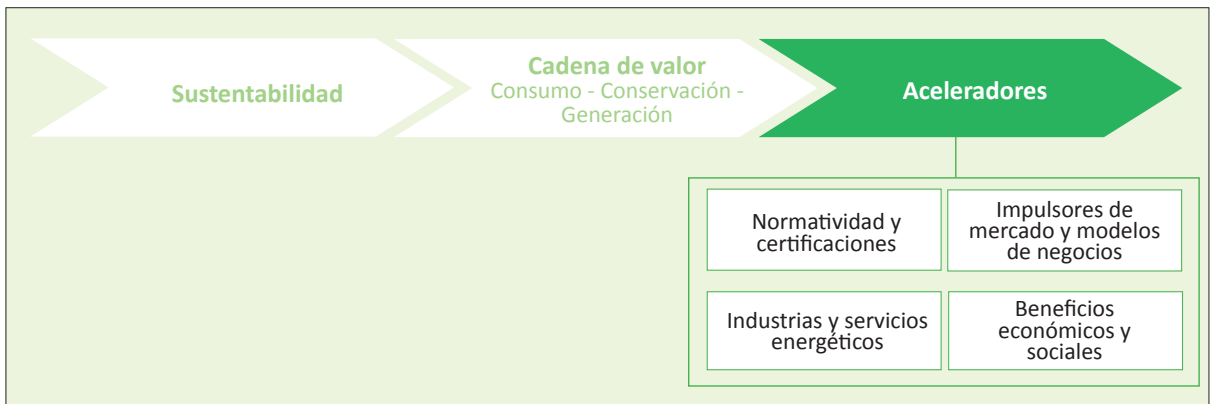 Sustentabilidad
Cadena de valor
Consumo - Conservación -
Generación
Aceleradores
Normatividad y
certificaciones
Impulsores de
mercado y modelos
de negocios
Industrias y servicios
energéticos
Beneficios
económicos y
sociales